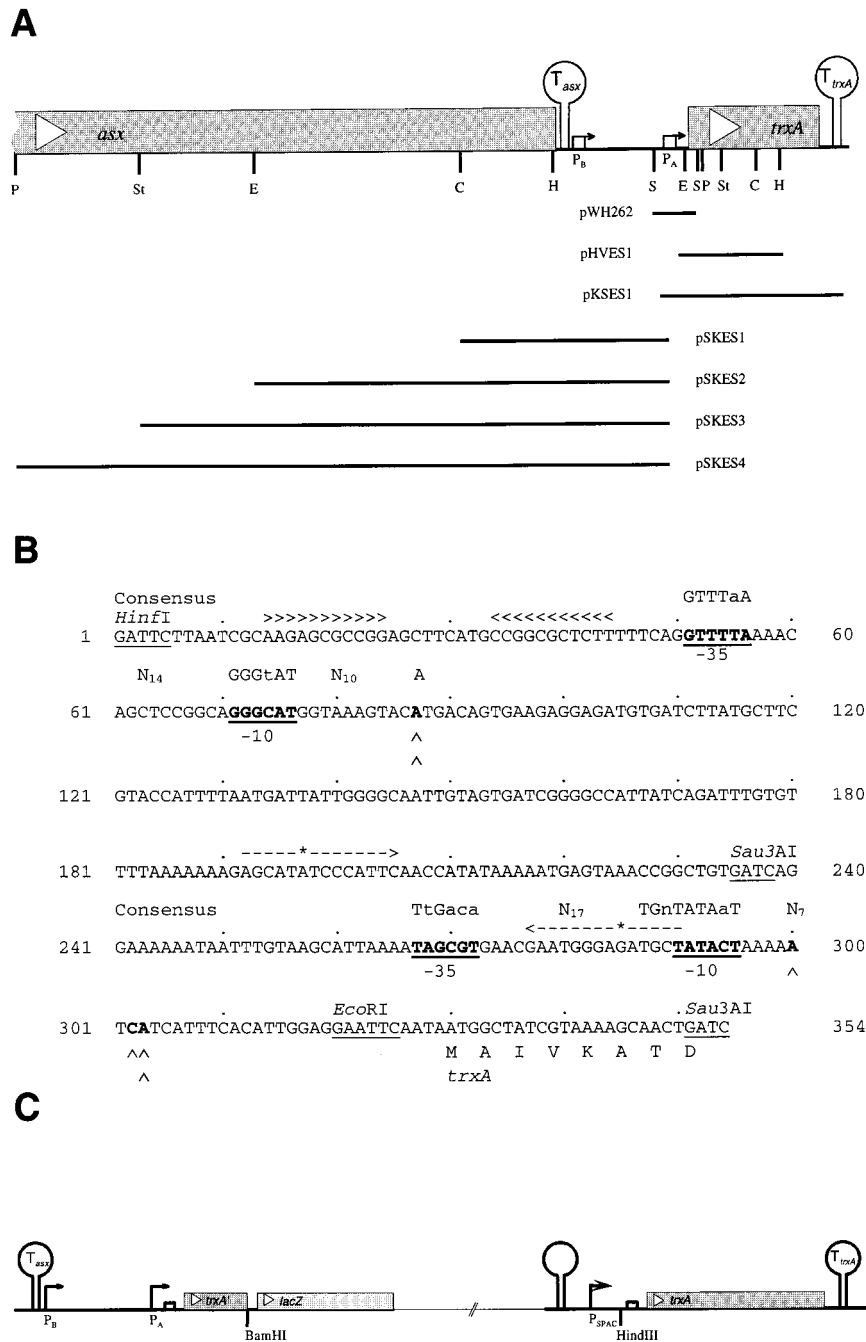 A
T asx
T trxA
asx
trxA
P B
P A
P St E C H S E S P St C H
pWH262
pHVES1
pKSES1
pSKES1
pSKES2
pSKES3
pSKES4
B
Consensus GTTTaA
HinfI >>>>>>>>>>> <<<<<<<<<<<
1 GATTCTTAATCGCAAGAGCGCCGGAGCTTCATGCCGGCGCTCTTTTTCAGGTTTTTAAAAC 60
-35
N14 GGGtAT N10 A
61 AGCTCCGGCAGGGCATGGTAAAGTACATGACAGTGAAGAGGAGATGTGATCTTATGCTTC 120
-10 ^
^
121 GTACCATTTTAATGATTATTGGGGCAATTGTAGTGATCGGGGCCATTATCAGATTTGTGT 180
-----*-------> Sau3AI
181 TTTAAAAAAAGAGCATATCCCATTCAACCATATAAAAATGAGTAAACCGGCTGTGATCAG 240
Consensus TtGaca N17 TGnTATAaT N7
<-------*-----
241 GAAAAAATAATTTGTAAGCATTAAAATAGCGTGAACGAATGGGAGATGCTATACTAAAAA 300
-35 -10 ^
EcoRI Sau3AI
301 TCATCATTTCACATTGGAGGAATTCAATAATGGCTATCGTAAAAGCAACTGATC 354
^^ M A I V K A T D
^ trxA
C
T asx
T trxA
trxA' lacZ trxA
P B P A BamHI P SPAC HindIII